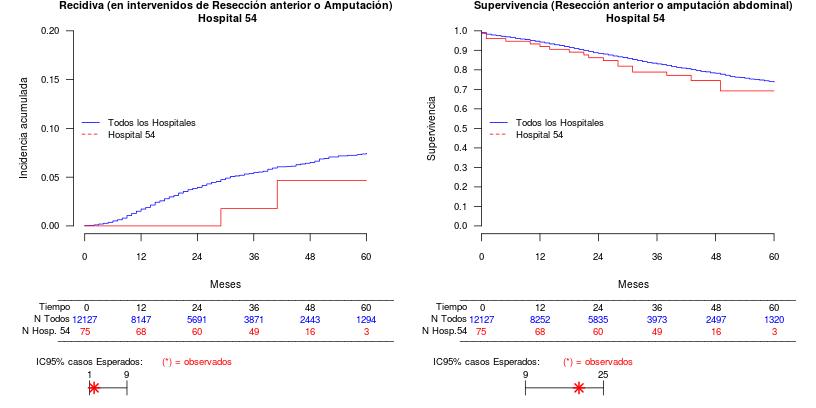 Recidiva (en intervenidos de Resección anterior o Amputación)
Hospital 54
0.20
0.15
0.10
0.05
0.00
Incidencia acumulada
Todos los Hospitales
Hospital 54
0 12 24 36 48 60
Meses
Tiempo 0 12 24 36 48 60
N Todos 12127 8147 5691 3871 2443 1294
N Hosp. 54 75 68 60 49 16 3
IC95% casos Esperados: (*) = observados
1 9
Supervivencia (Resección anterior o amputación abdominal)
Hospital 54
1.0
0.9
0.8
0.7
0.6
0.5
0.4
0.3
0.2
0.1
0.0
Supervivencia
Todos los Hospitales
Hospital 54
0 12 24 36 48 60
Meses
Tiempo 0 12 24 36 48 60
N Todos 12127 8252 5835 3973 2497 1320
N Hosp.54 75 68 60 49 16 3
IC95% casos Esperados: (*) = observados
9 25